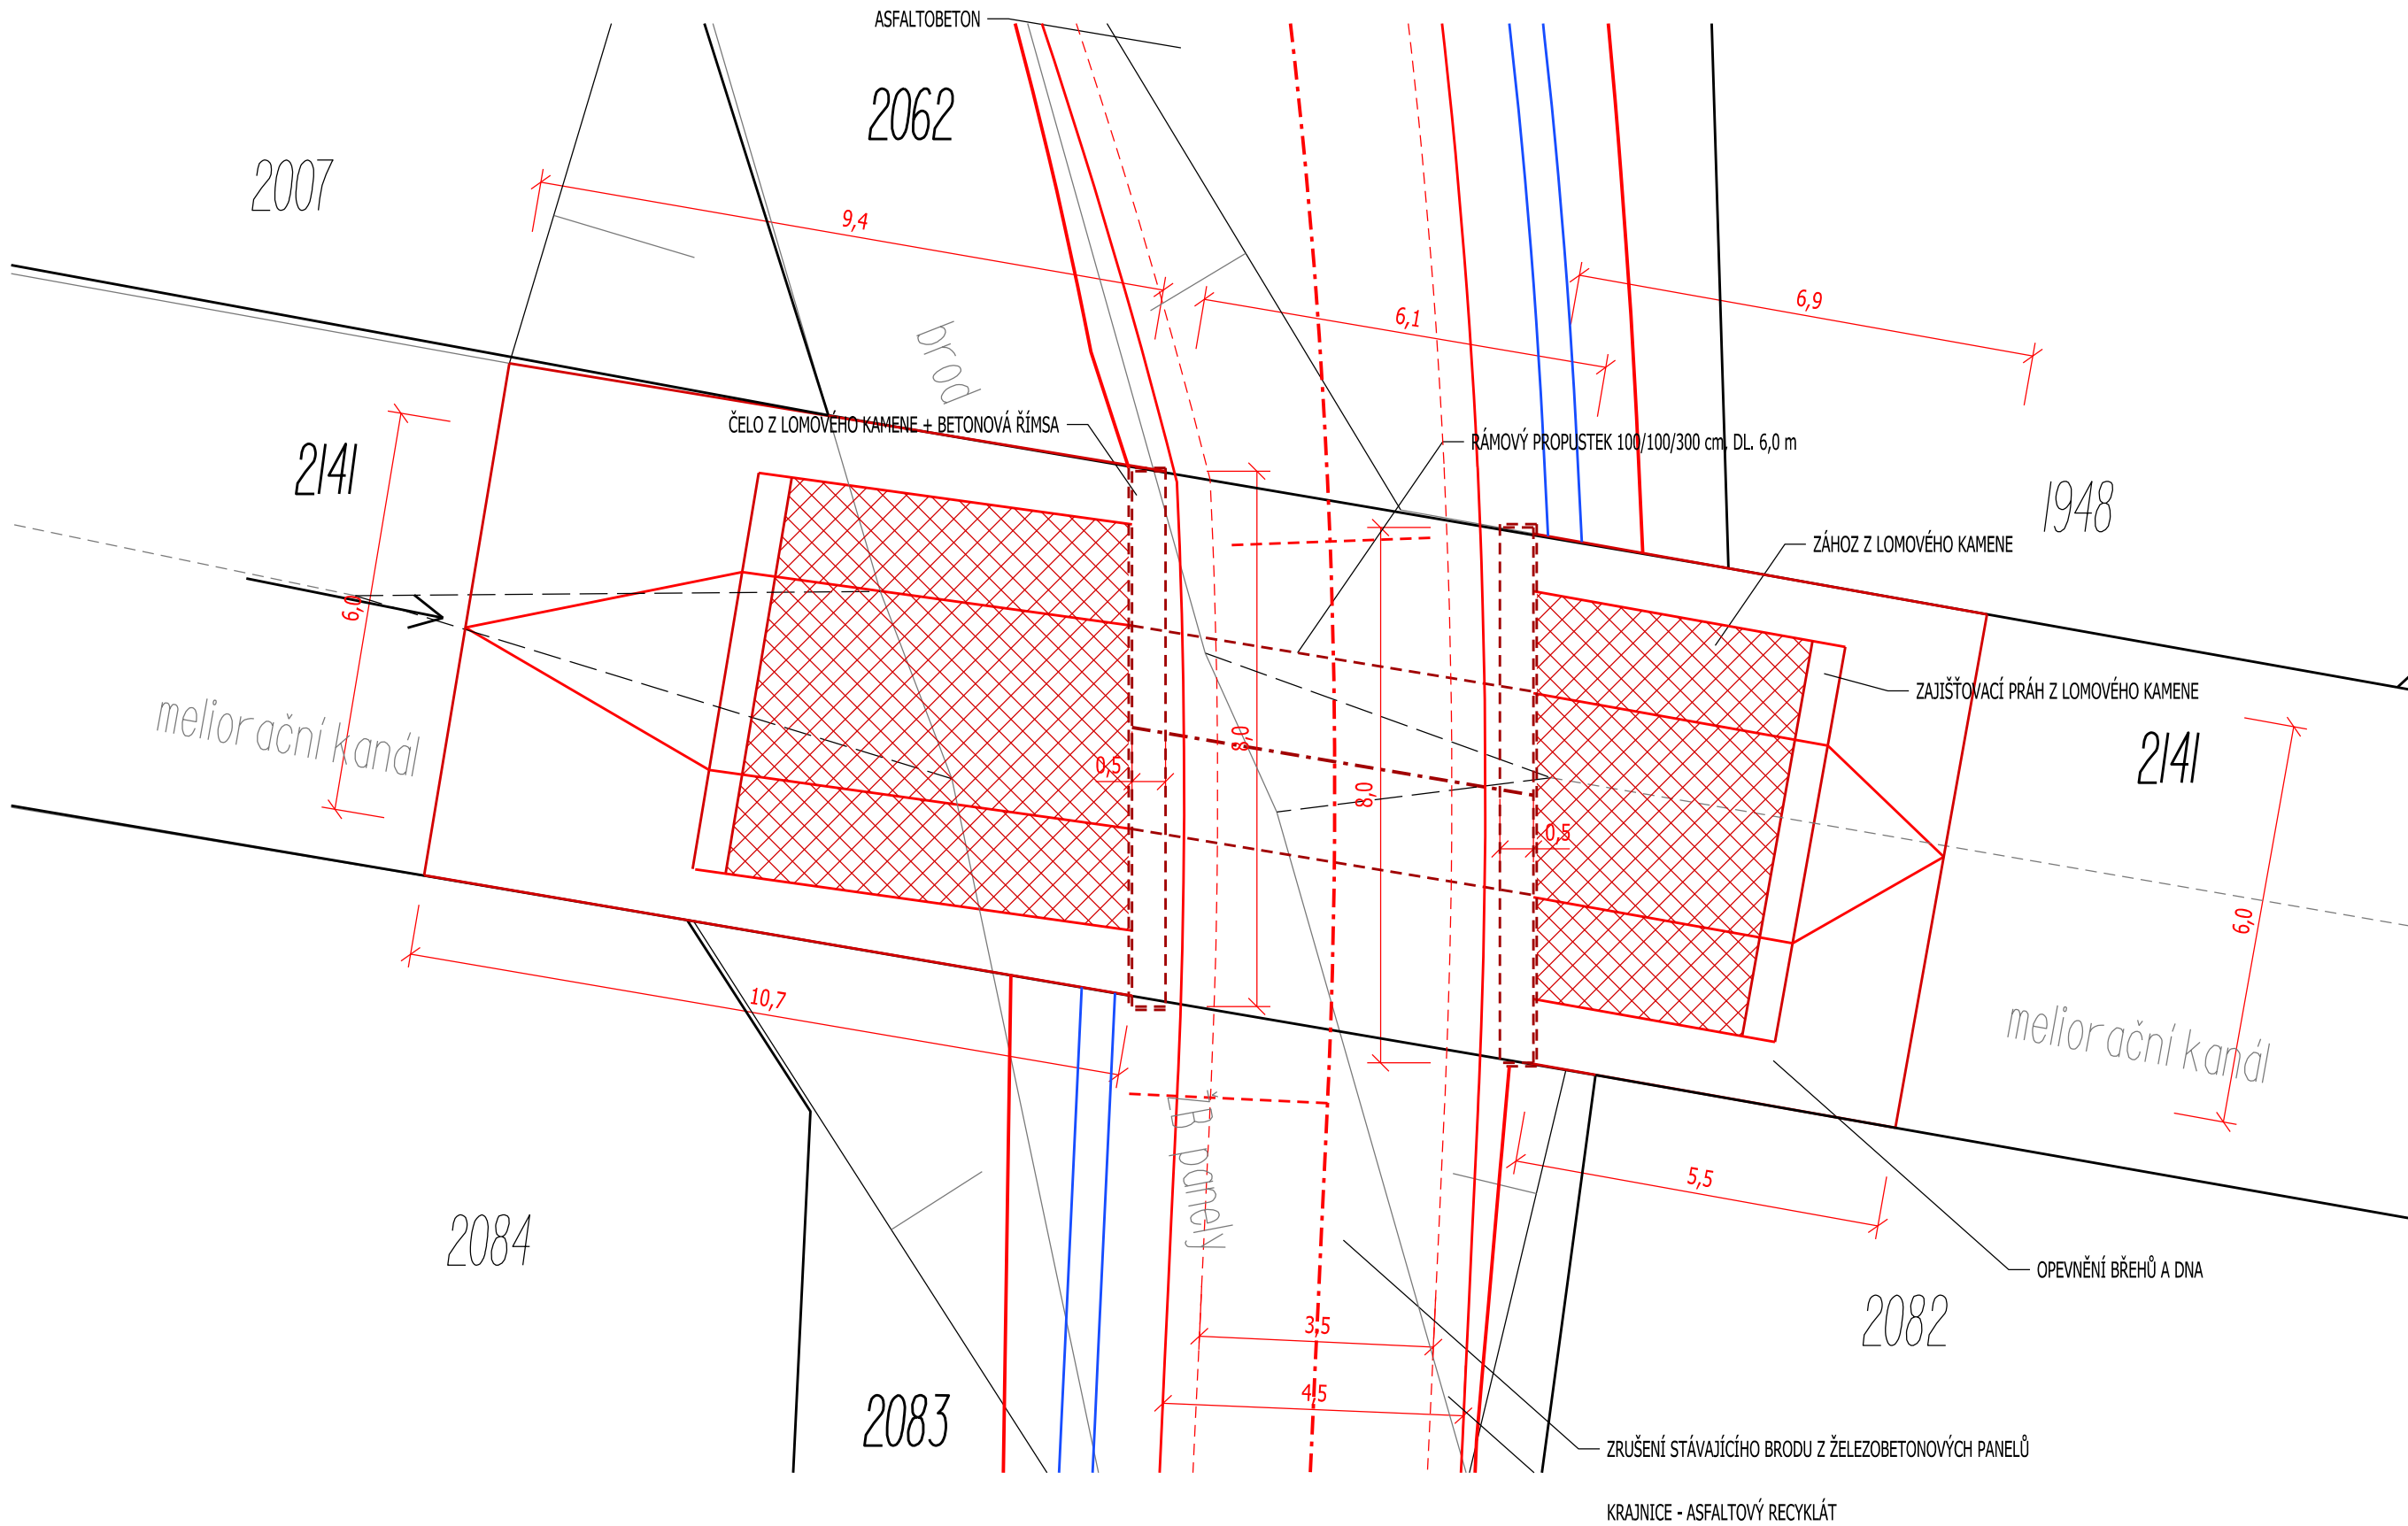 ASFALTOBETON
2062
2007
9,4
6,9
6,1
brod
ČELO Z LOMOVÉHO KAMENE + BETONOVÁ ŘÍMSA
RÁMOVÝ PROPUSTEK 100/100/300 cm, DL. 6,0 m
2141
1948
ZÁHOZ Z LOMOVÉHO KAMENE
6,0
ZAJIŠŤOVACÍ PRÁH Z LOMOVÉHO KAMENE
meliorační kanál
8,0
0,5
2141
8,0
0,5
6,0
10,7
meliorační kanál
panely
5,5
2084
OPEVNĚNÍ BŘEHŮ A DNA
2082
3,5
4,5
2083
ZRUŠENÍ STÁVAJÍCÍHO BRODU Z ŽELEZOBETONOVÝCH PANELŮ
KRAJNICE - ASFALTOVÝ RECYKLÁT